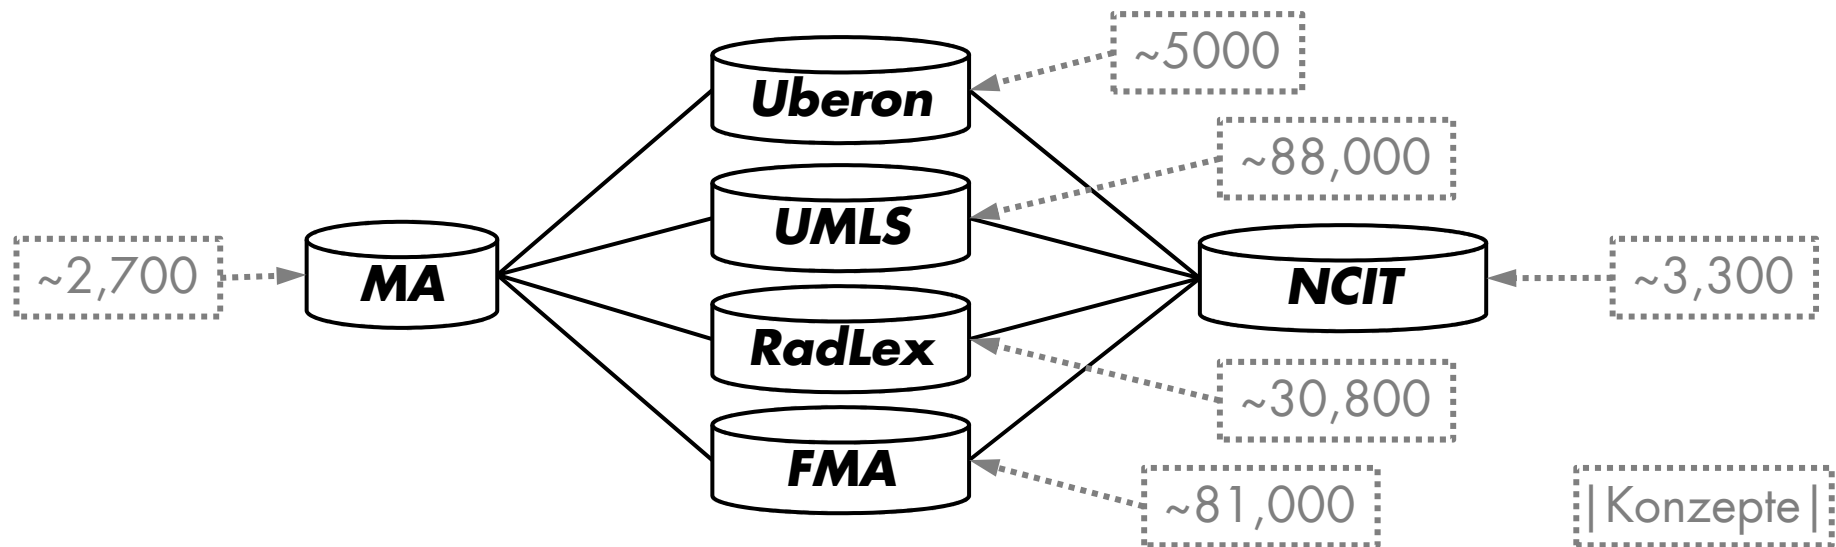 ~5000
Uberon
~88,000
UMLS
~2,700
MA
NCIT
~3,300
RadLex
~30,800
FMA
~81,000
|Konzepte|